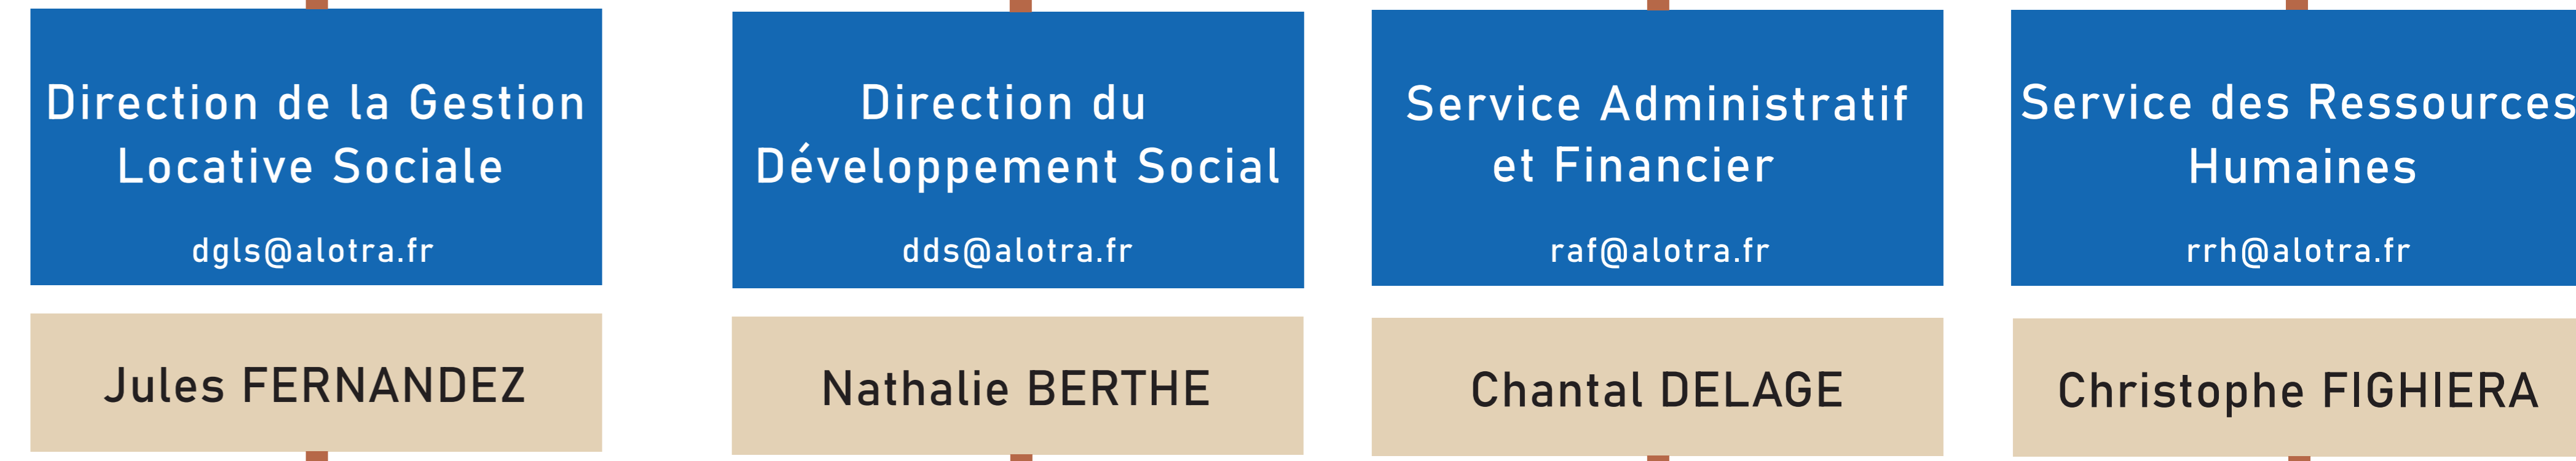 Direction de la Gestion
Locative Sociale
dgls@alotra.fr
Jules FERNANDEZ
Direction du
Développement Social
dds@alotra.fr
Nathalie BERTHE
Service Administratif
et Financier
raf@alotra.fr
Chantal DELAGE
Service des Ressources
Humaines
rrh@alotra.fr
Christophe FIGHIERA